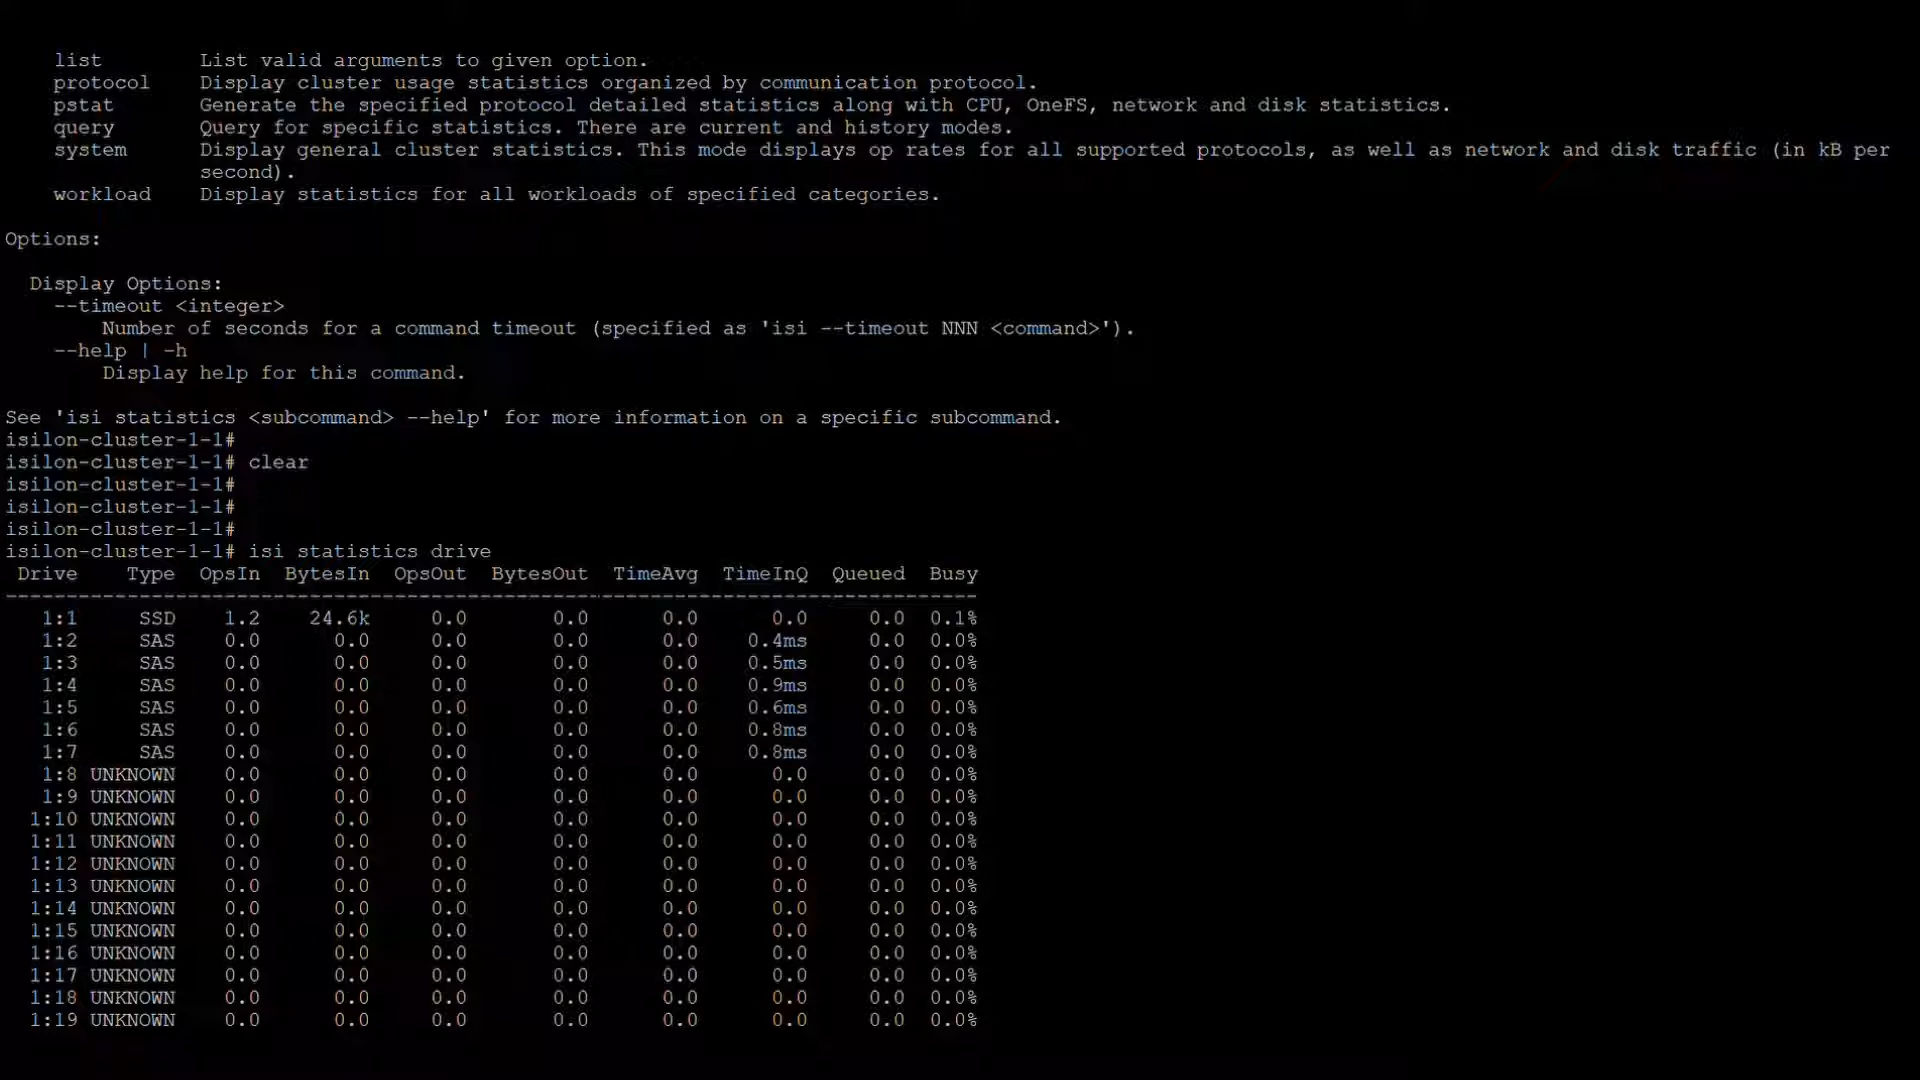 list        List valid arguments to given option.
protocol    Display cluster usage statistics organized by communication protocol.
pstat       Generate the specified protocol detailed statistics along with CPU, OneFS, network and disk statistics.
query       Query for specific statistics. There are current and history modes.
system      Display general cluster statistics. This mode displays op rates for all supported protocols, as well as network and disk traffic (in kB per
second).
workload    Display statistics for all workloads of specified categories.
Options:
Display Options:
--timeout <integer>
Number of seconds for a command timeout (specified as 'isi --timeout NNN <command>').
--help | -h
Display help for this command.
See 'isi statistics <subcommand> --help' for more information on a specific subcommand.
isilon-cluster-1-1#
isilon-cluster-1-1# clear
isilon-cluster-1-1#
isilon-cluster-1-1#
isilon-cluster-1-1#
isilon-cluster-1-1# isi statistics drive
Drive    Type  OpsIn  BytesIn  OpsOut  BytesOut  TimeAvg  TimeInQ  Queued  Busy
--------------------------------------------------------------------------------
1:1     SSD    1.2    24.6k     0.0       0.0      0.0      0.0     0.0  0.1%
1:2     SAS    0.0      0.0     0.0       0.0      0.0    0.4ms     0.0  0.0%
1:3     SAS    0.0      0.0     0.0       0.0      0.0    0.5ms     0.0  0.0%
1:4     SAS    0.0      0.0     0.0       0.0      0.0    0.9ms     0.0  0.0%
1:5     SAS    0.0      0.0     0.0       0.0      0.0    0.6ms     0.0  0.0%
1:6     SAS    0.0      0.0     0.0       0.0      0.0    0.8ms     0.0  0.0%
1:7     SAS    0.0      0.0     0.0       0.0      0.0    0.8ms     0.0  0.0%
1:8 UNKNOWN    0.0      0.0     0.0       0.0      0.0      0.0     0.0  0.0%
1:9 UNKNOWN    0.0      0.0     0.0       0.0      0.0      0.0     0.0  0.0%
1:10 UNKNOWN    0.0      0.0     0.0       0.0      0.0      0.0     0.0  0.0%
1:11 UNKNOWN    0.0      0.0     0.0       0.0      0.0      0.0     0.0  0.0%
1:12 UNKNOWN    0.0      0.0     0.0       0.0      0.0      0.0     0.0  0.0%
1:13 UNKNOWN    0.0      0.0     0.0       0.0      0.0      0.0     0.0  0.0%
1:14 UNKNOWN    0.0      0.0     0.0       0.0      0.0      0.0     0.0  0.0%
1:15 UNKNOWN    0.0      0.0     0.0       0.0      0.0      0.0     0.0  0.0%
1:16 UNKNOWN    0.0      0.0     0.0       0.0      0.0      0.0     0.0  0.0%
1:17 UNKNOWN    0.0      0.0     0.0       0.0      0.0      0.0     0.0  0.0%
1:18 UNKNOWN    0.0      0.0     0.0       0.0      0.0      0.0     0.0  0.0%
1:19 UNKNOWN    0.0      0.0     0.0       0.0      0.0      0.0     0.0  0.0%